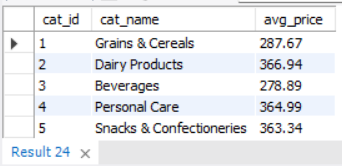 cat_id cat_name avg_price
1 Grains & Cereals 287.67
2 Dairy Products 366.94
3 Beverages 278.89
4 Personal Care 364.99
5 Snacks & Confectioneries 363.34
Result 24 ×